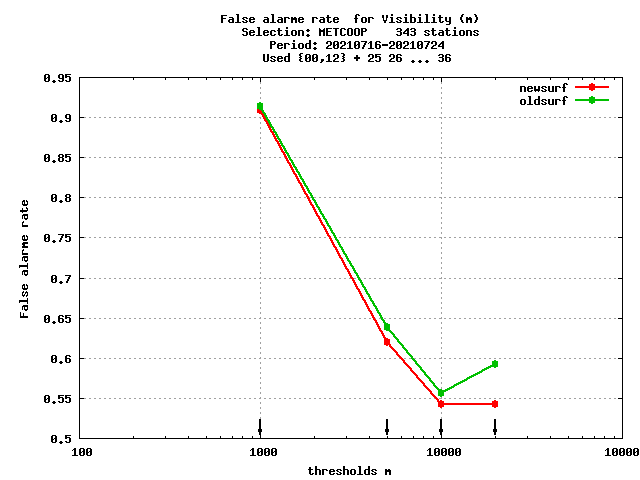 False alarme rate  for Visibility (m)
Selection: METCOOP    343 stations
Period: 20210716-20210724
Used {00,12} + 25 26 ... 36
newsurf
oldsurf
0.95
0.9
0.85
0.8
0.75
0.7
0.65
0.6
0.55
0.5
False alarme rate
100
1000
10000
10000
thresholds m